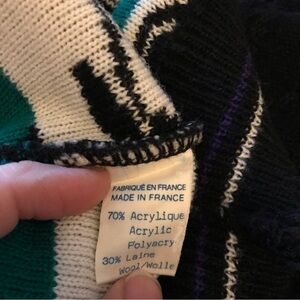 FABRIQUÉ EN FRANCE
MADE IN FRANCE
70% Acrylique
Acrylic
Polyacry
30% Laine
Wool/Wolle